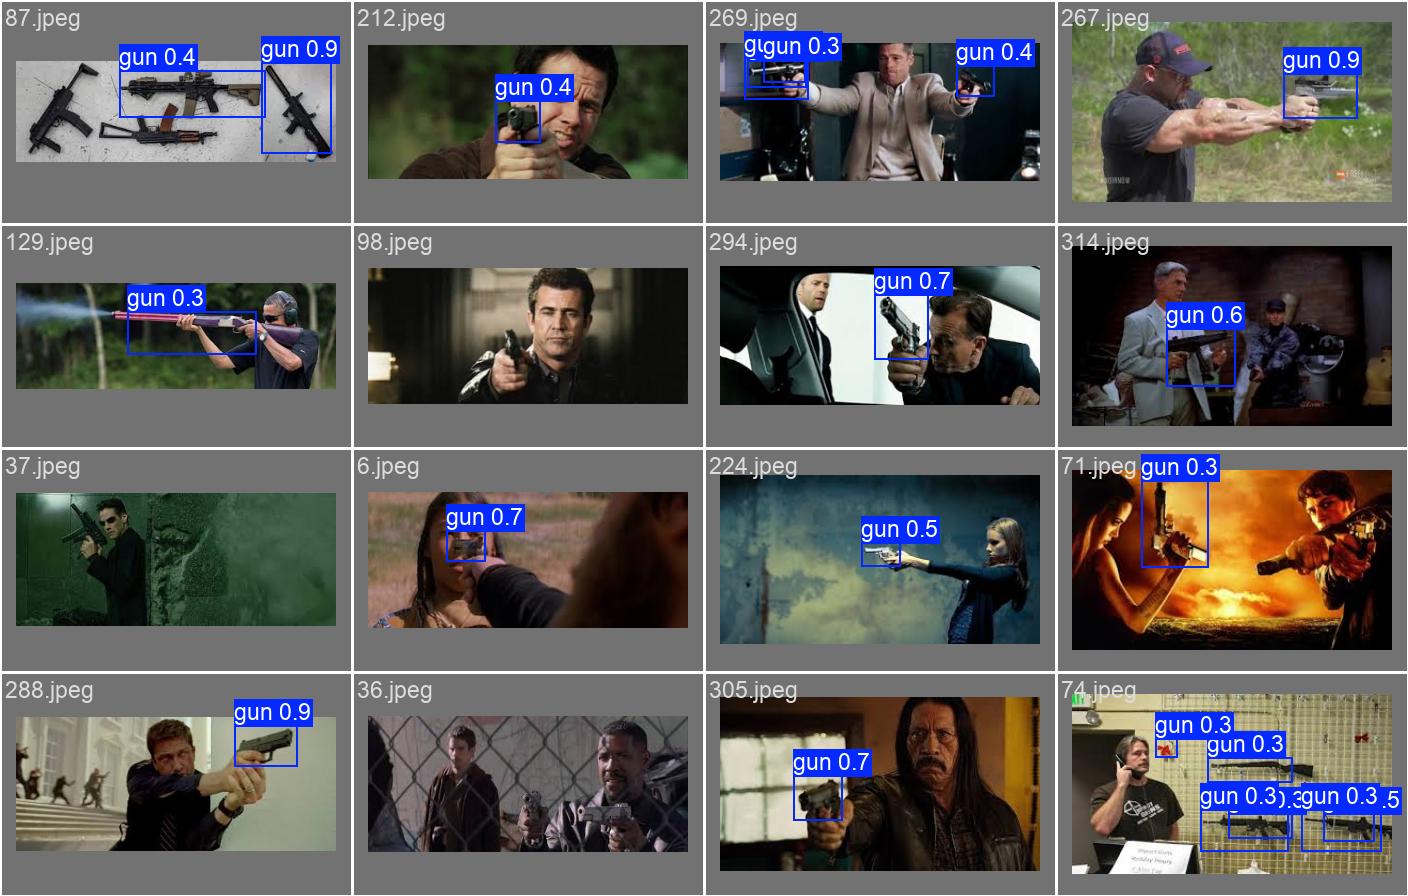 87.jpeg
gun 0.4
gun 0.9
212.jpeg
gun 0.4
269.jpeg
gun 0.3
gun 0.4
267.jpeg
gun 0.9
129.jpeg
gun 0.3
98.jpeg
294.jpeg
gun 0.7
314.jpeg
gun 0.6
37.jpeg
6.jpeg
gun 0.7
224.jpeg
gun 0.5
71.jpeg
gun 0.3
288.jpeg
gun 0.9
36.jpeg
305.jpeg
gun 0.7
74.jpeg
gun 0.3
gun 0.3
gun 0.3
gun 0.3
.5